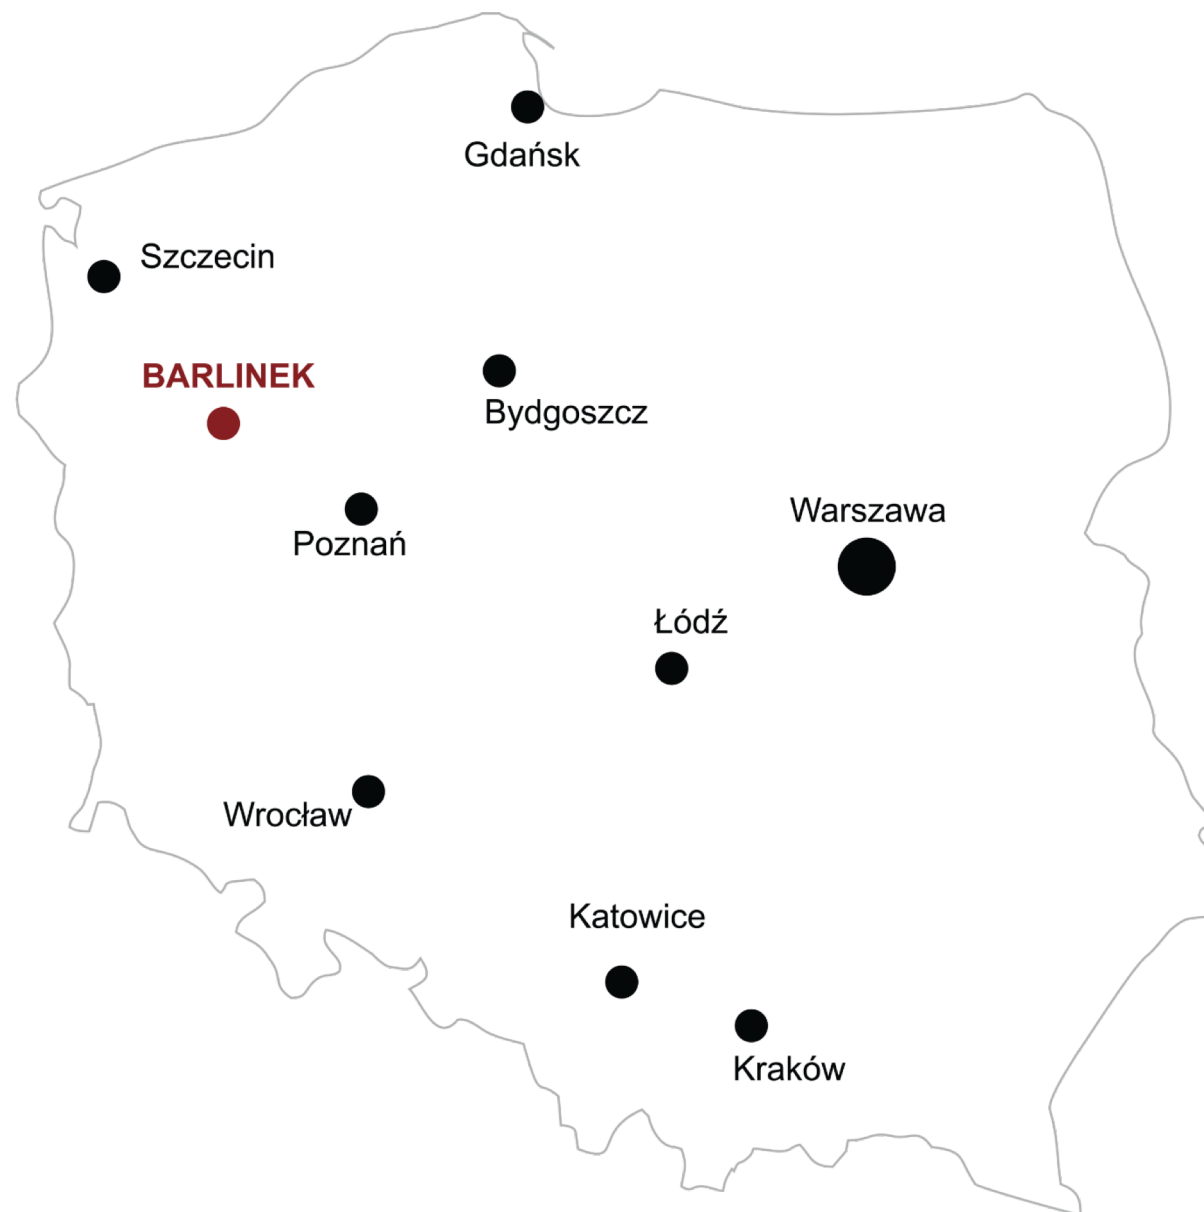 Gdańsk
Szczecin
BARLINEK
Bydgoszcz
Warszawa
Poznań
Łódź
Wrocław
Katowice
Kraków